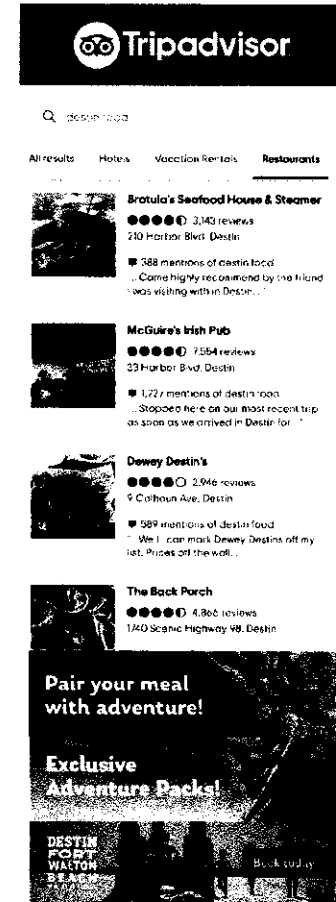 Tripadvisor
destin food
All results Hotels Vacation Rentals Restaurants
Brotula's Seafood House & Steamer
3,143 reviews
210 Harbor Blvd. Destin
388 mentions of destin food
"...Came highly recommend by the friend
I was visiting with in Destin..."
McGuire's Irish Pub
7,554 reviews
33 Harbor Blvd. Destin
1,727 mentions of destin food
"...Stopped here on our most recent trip
as soon as we arrived in Destin for..."
Dewey Destin's
2,946 reviews
9 Calhoun Ave. Destin
589 mentions of destin food
"We can mark Dewey Destins off my
list. Prices off the wall...
The Back Porch
4,866 reviews
1740 Scenic Highway 98. Destin
Pair your meal
with adventure!
Exclusive
Adventure Packs!
DESTIN
FORT
WALTON
BEACH
Book today